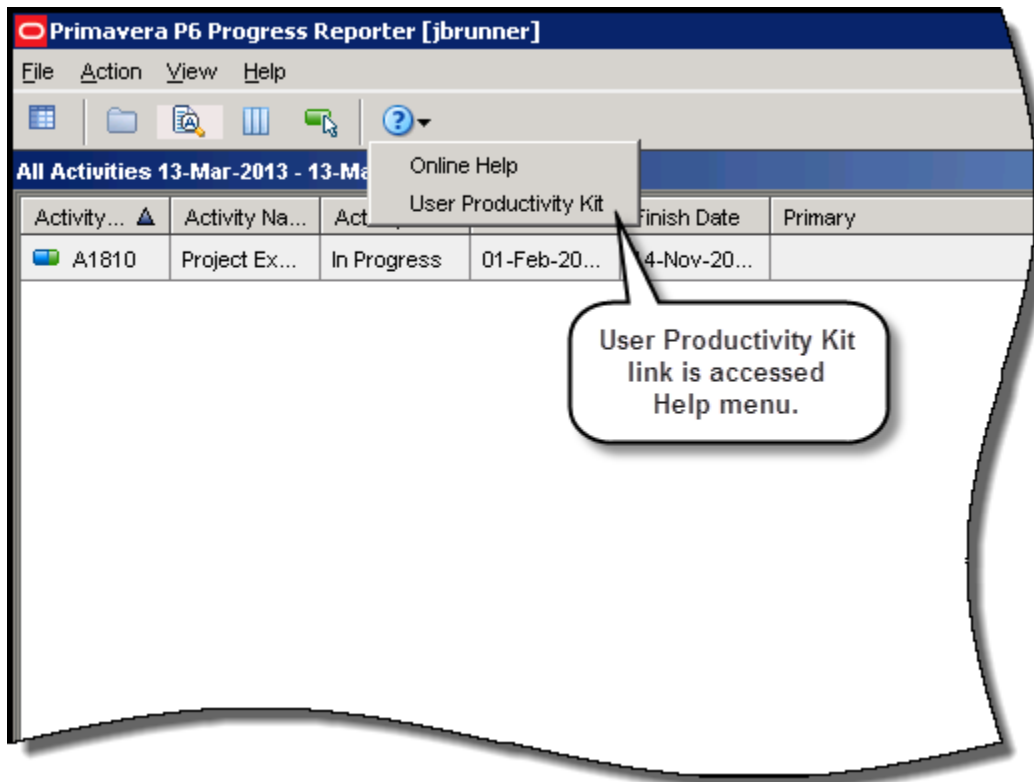 Primavera P6 Progress Reporter [jbrunner]
File Action View Help
All Activities 13-Mar-2013 - 13-Ma
Online Help
User Productivity Kit
Activity... Activity Na... Act Finish Date Primary
A1810 Project Ex... In Progress 01-Feb-20... 14-Nov-20...
User Productivity Kit
link is accessed
Help menu.